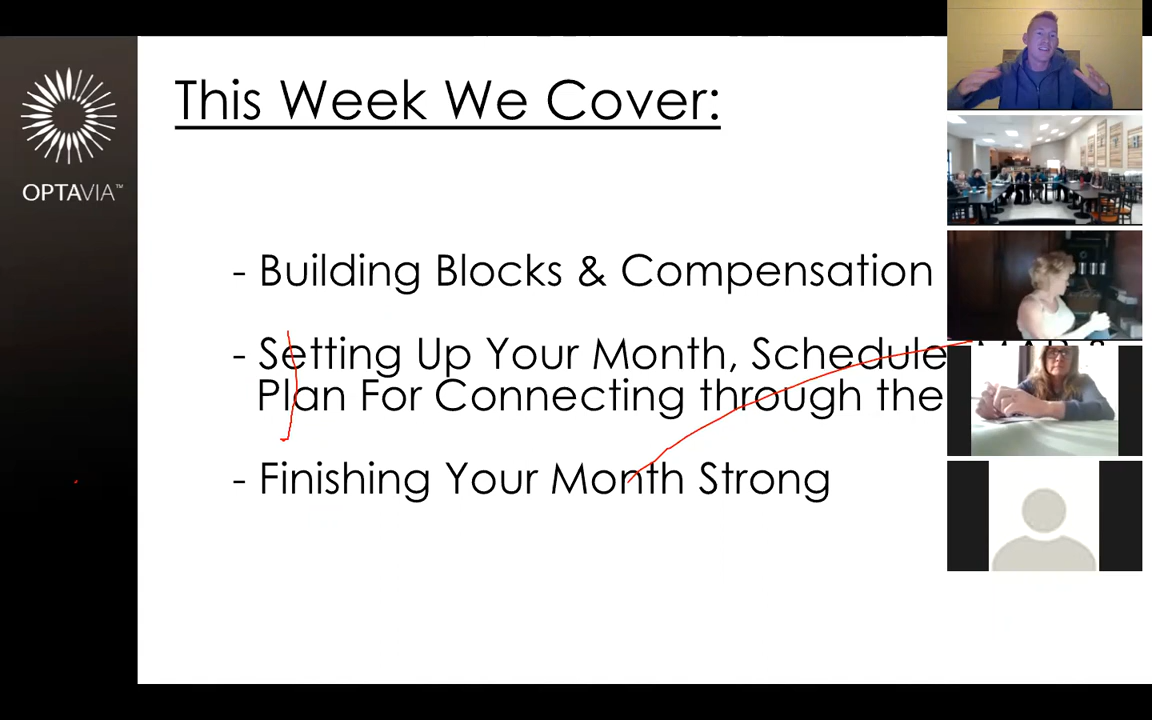 This Week We Cover:
OPTAVIA™
- Building Blocks & Compensation
- Setting Up Your Month, Schedule
Plan For Connecting through the
- Finishing Your Month Strong